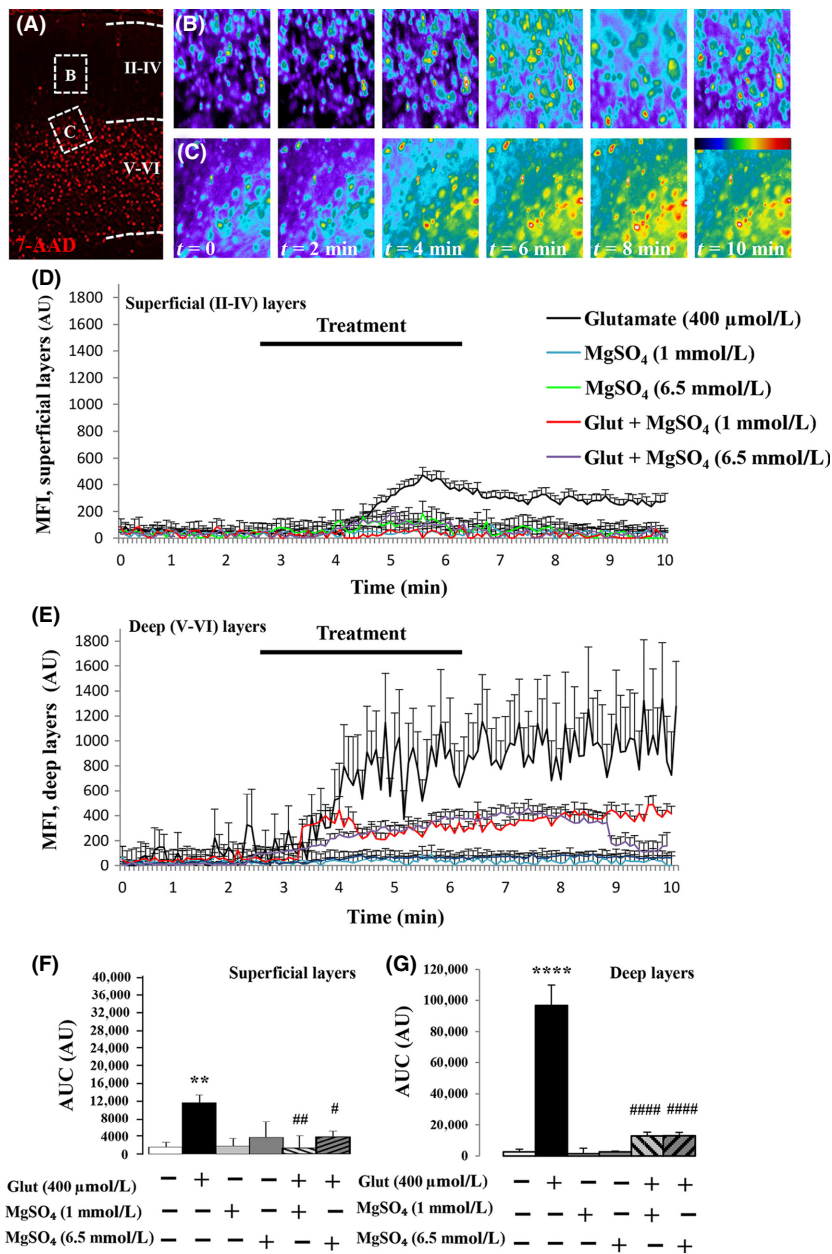 (A)
B
C
II-IV
V-VI
7-AAD
(B)
(C)
t = 0
t = 2 min
t = 4 min
t = 6 min
t = 8 min
t = 10 min
(D)
Superficial (II-IV) layers
Treatment
MFI, superficial layers (AU)
1800
1600
1400
1200
1000
800
600
400
200
0
0 1 2 3 4 5 6 7 8 9 10
Time (min)
Glutamate (400 µmol/L)
MgSO4 (1 mmol/L)
MgSO4 (6.5 mmol/L)
Glut + MgSO4 (1 mmol/L)
Glut + MgSO4 (6.5 mmol/L)
(E)
Deep (V-VI) layers
Treatment
MFI, deep layers (AU)
1800
1600
1400
1200
1000
800
600
400
200
0
0 1 2 3 4 5 6 7 8 9 10
Time (min)
(F)
Superficial layers
AUC (AU)
40,000
36,000
32,000
28,000
24,000
20,000
16,000
12,000
8000
4000
0
**
##
#
Glut (400 µmol/L) – + – – + +
MgSO4 (1 mmol/L) – – + – + –
MgSO4 (6.5 mmol/L) – – – + – +
(G)
Deep layers
AUC (AU)
120,000
100,000
80,000
60,000
40,000
20,000
0
****
####
####
Glut (400 µmol/L) – + – – + +
MgSO4 (1 mmol/L) – – + – + –
MgSO4 (6.5 mmol/L) – – – + – +